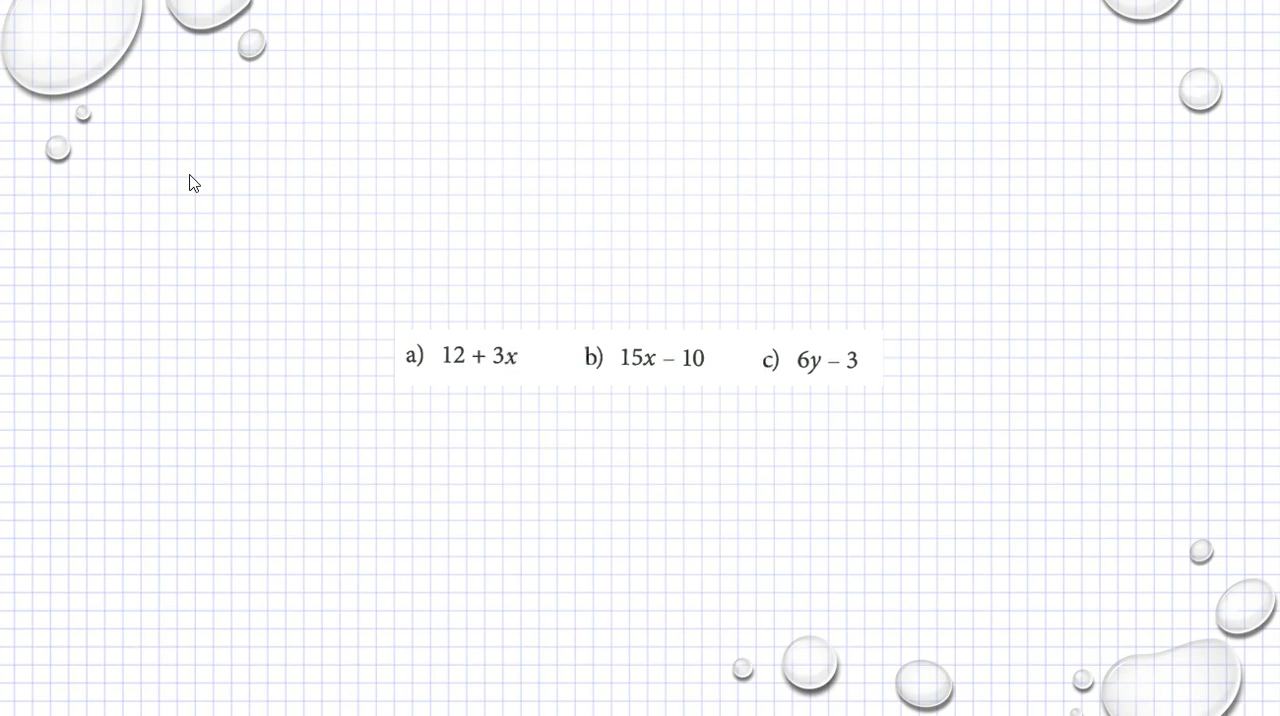 a) 12 + 3x b) 15x – 10 c) 6y – 3